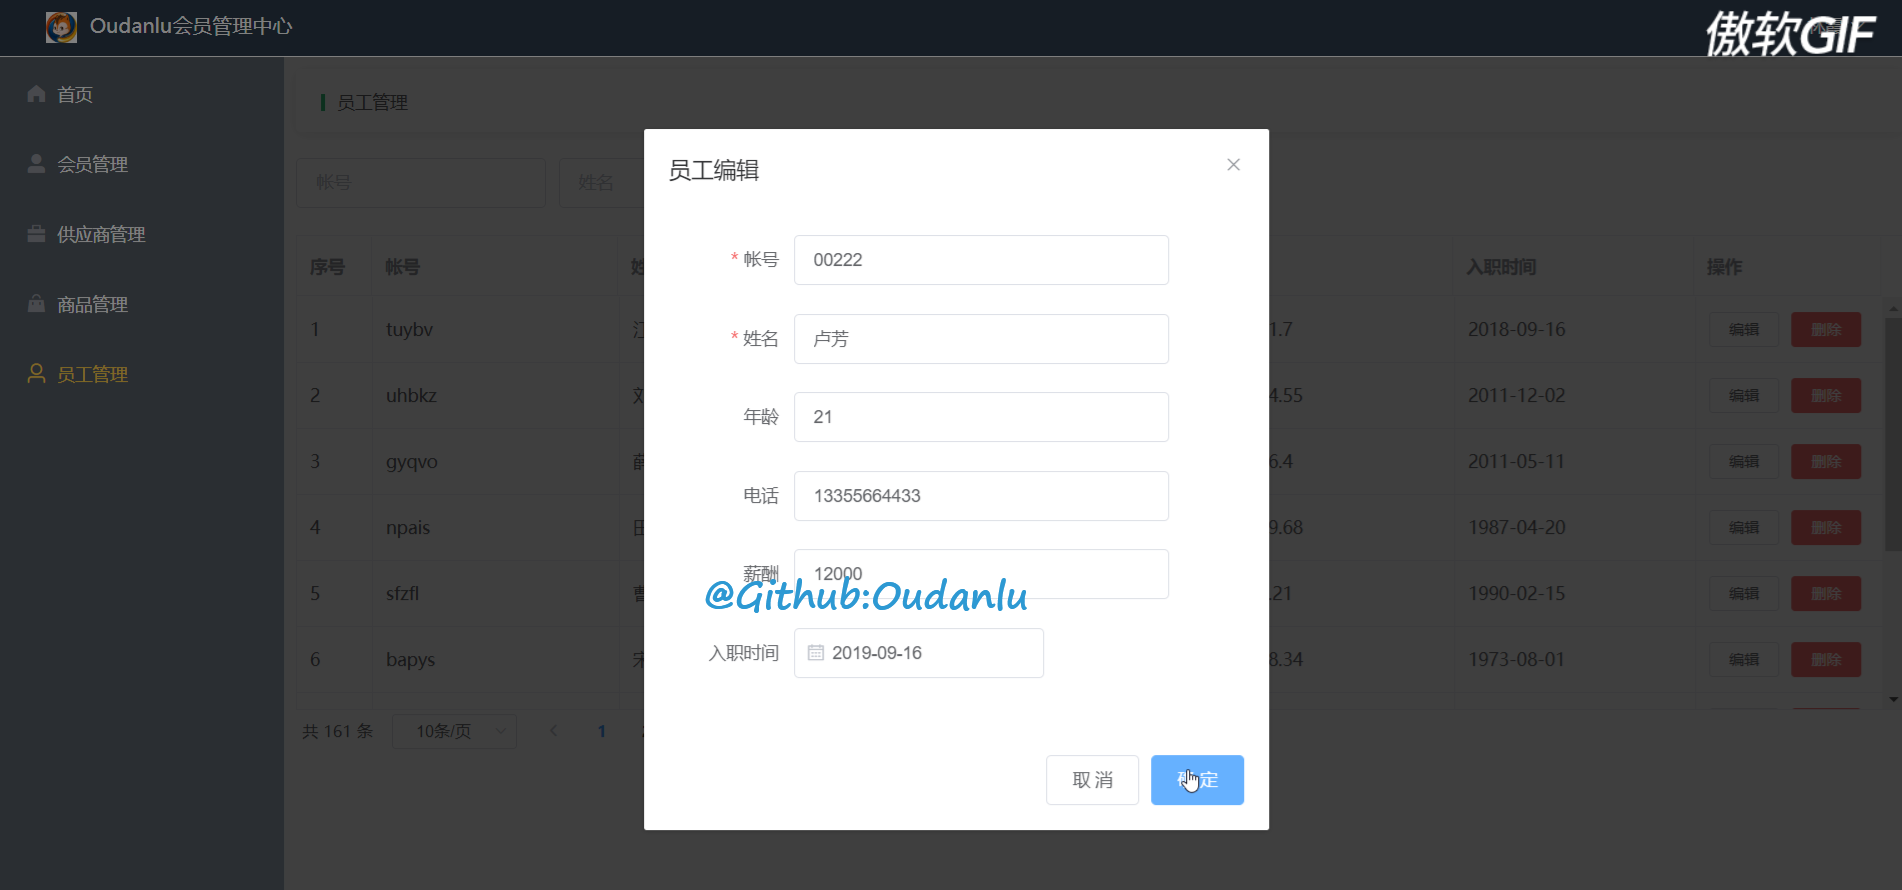 Oudanlu会员管理中心
傲软GIF
首页
会员管理
供应商管理
商品管理
员工管理
员工管理
帐号 姓名
序号 帐号 入职时间 操作
1 tuybv 1.7 2018-09-16 编辑 删除
2 uhbkz 4.55 2011-12-02 编辑 删除
3 gyqvo 6.4 2011-05-11 编辑 删除
4 npais 9.68 1987-04-20 编辑 删除
5 sfzfl .21 1990-02-15 编辑 删除
6 bapys 8.34 1973-08-01 编辑 删除
共 161 条 10条/页 1
员工编辑
* 帐号 00222
* 姓名 卢芳
年龄 21
电话 13355664433
薪酬 12000
@Github:Oudanlu
入职时间 2019-09-16
取 消 确 定